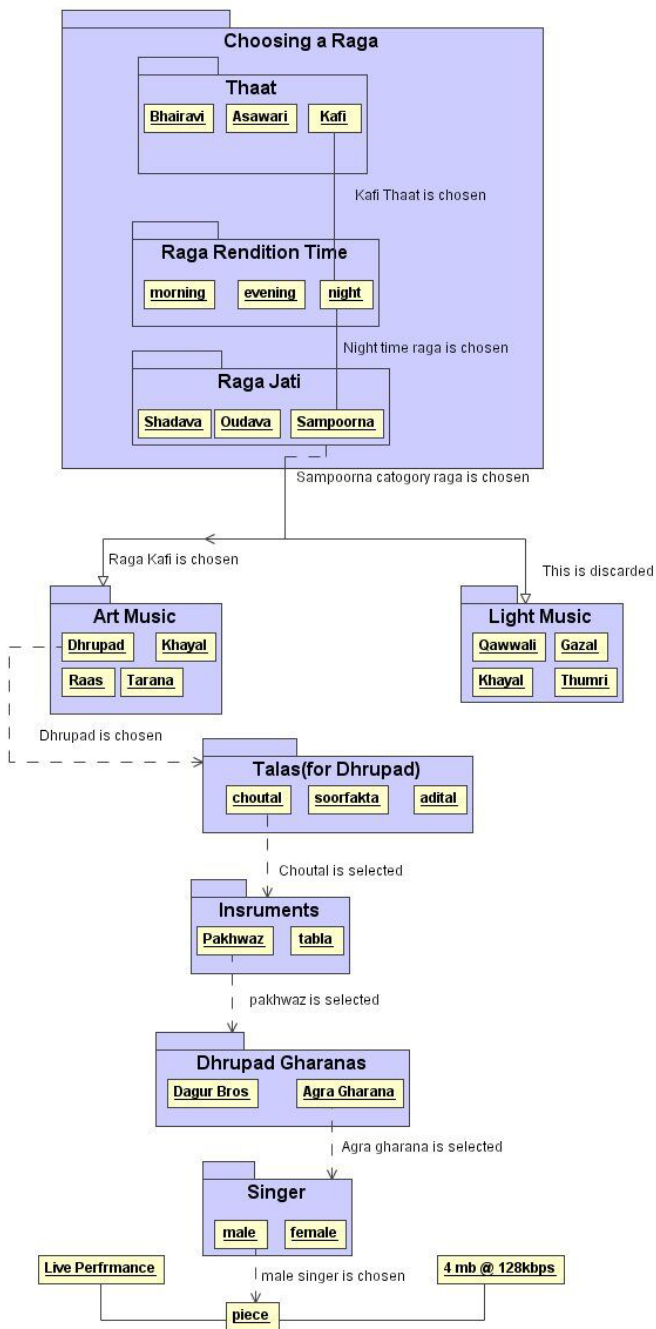 Choosing a Raga
Thaat
Bhairavi Asawari Kafi
Kafi Thaat is chosen
Raga Rendition Time
morning evening night
Night time raga is chosen
Raga Jati
Shadava Oudava Sampoorna
Sampoorna catogory raga is chosen
Raga Kafi is chosen
This is discarded
Art Music
Dhrupad Khayal
Raas Tarana
Light Music
Qawwali Gazal
Khayal Thumri
Dhrupad is chosen
Talas(for Dhrupad)
choutal soorfakta adital
Choutal is selected
Insruments
Pakhwaz tabla
pakhwaz is selected
Dhrupad Gharanas
Dagur Bros Agra Gharana
Agra gharana is selected
Singer
male female
Live Perfrmance
male singer is chosen
4 mb @ 128kbps
piece